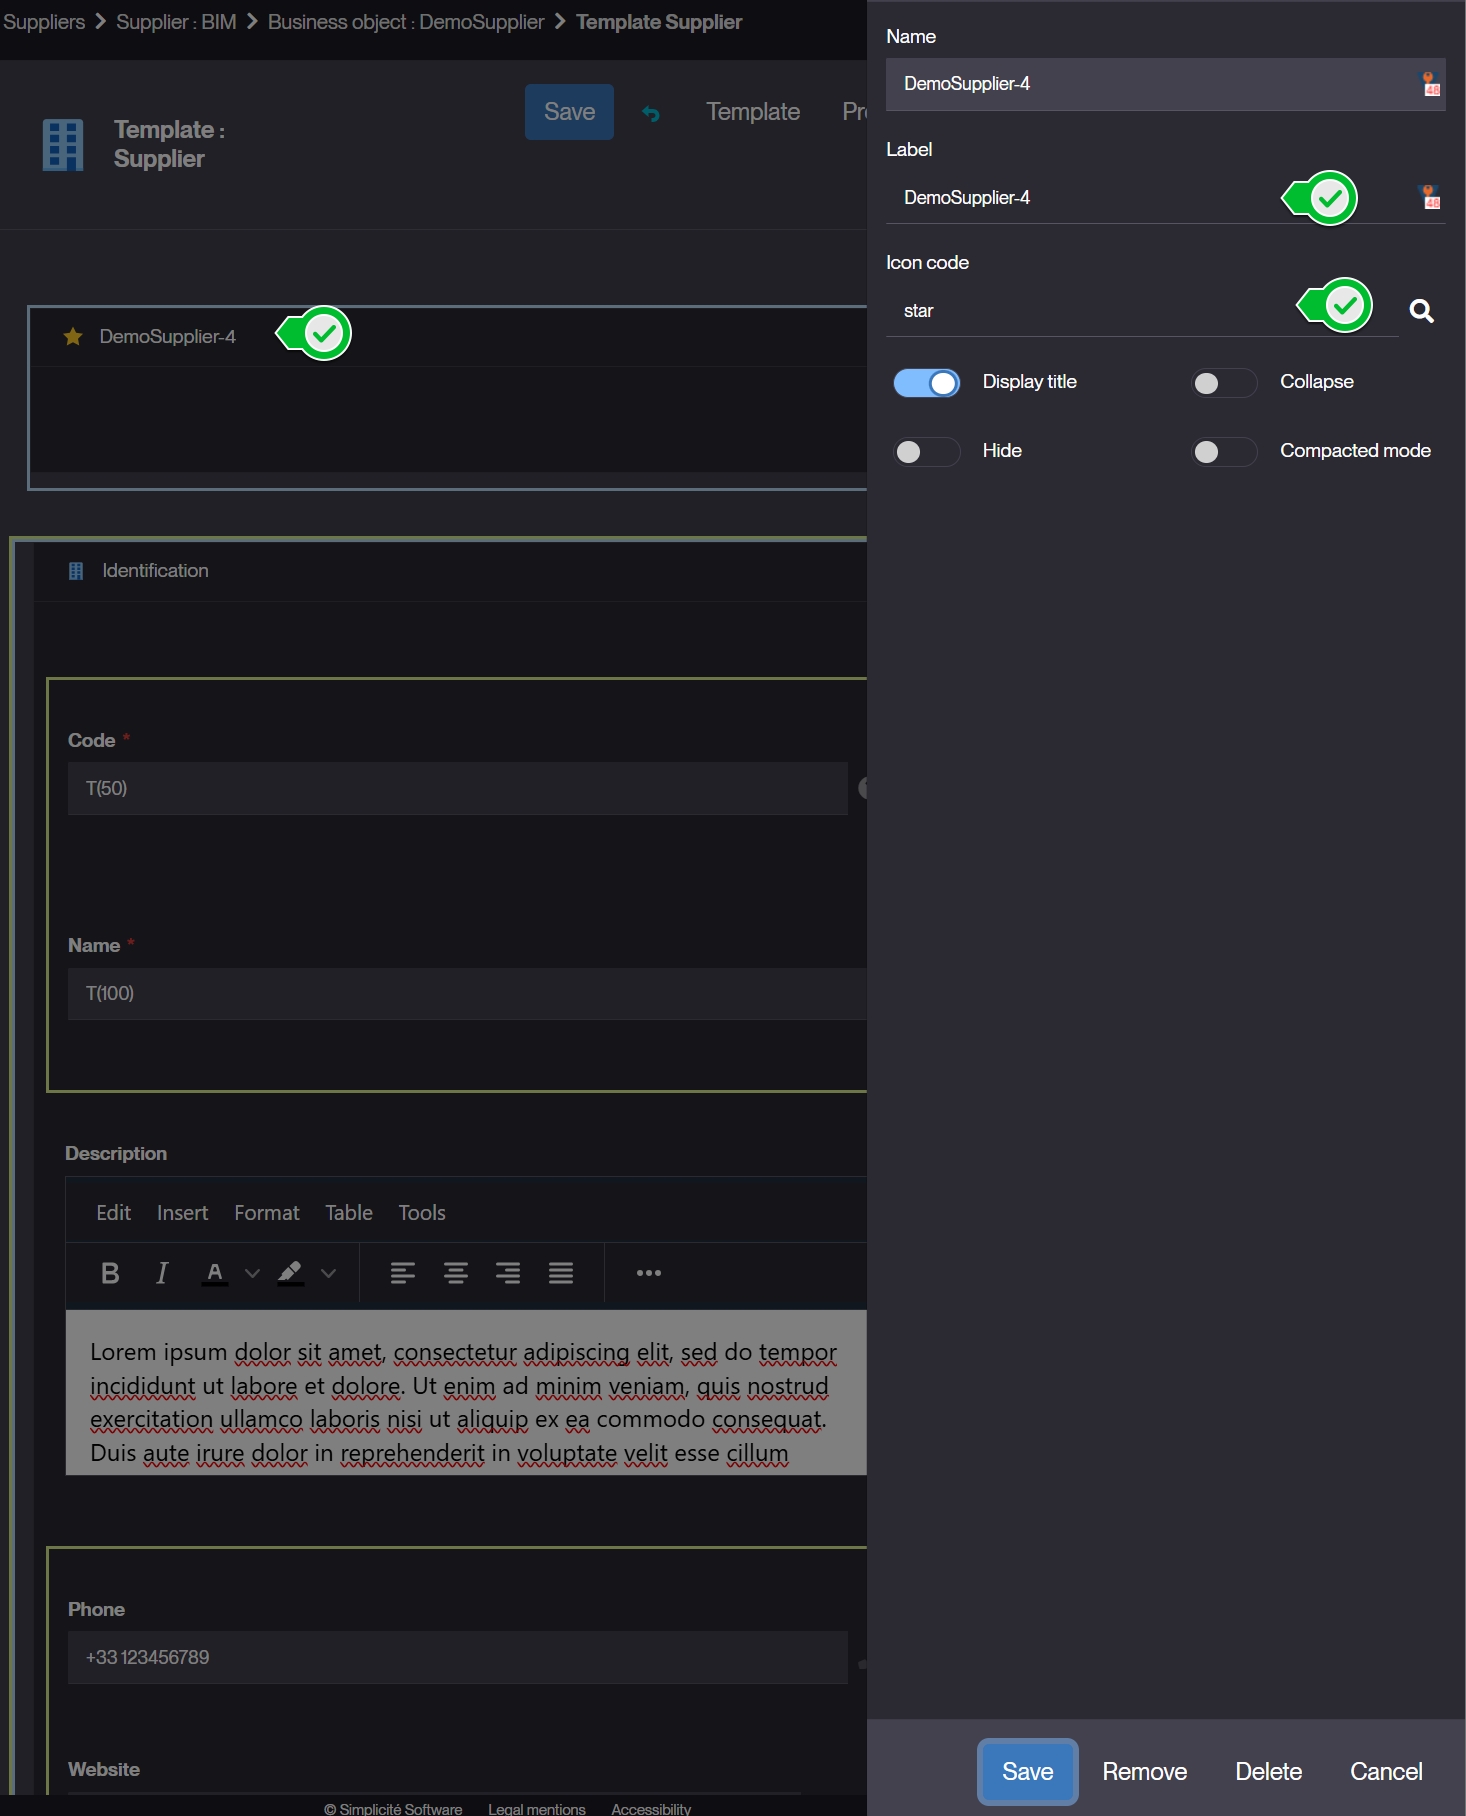 Suppliers > Supplier : BIM > Business object : DemoSupplier > Template Supplier
Template :
Supplier
Save
Template
DemoSupplier-4
Identification
Code *
T(50)
Name *
T(100)
Description
Edit Insert Format Table Tools
B I A
Lorem ipsum dolor sit amet, consectetur adipiscing elit, sed do tempor
incididunt ut labore et dolore. Ut enim ad minim veniam, quis nostrud
exercitation ullamco laboris nisi ut aliquip ex ea commodo consequat.
Duis aute irure dolor in reprehenderit in voluptate velit esse cillum
Phone
+33 123456789
Website
© Simplicité Software Legal mentions Accessibility
Name
DemoSupplier-4
48
Label
DemoSupplier-4
48
Icon code
star
Display title
Collapse
Hide
Compacted mode
Save Remove Delete Cancel